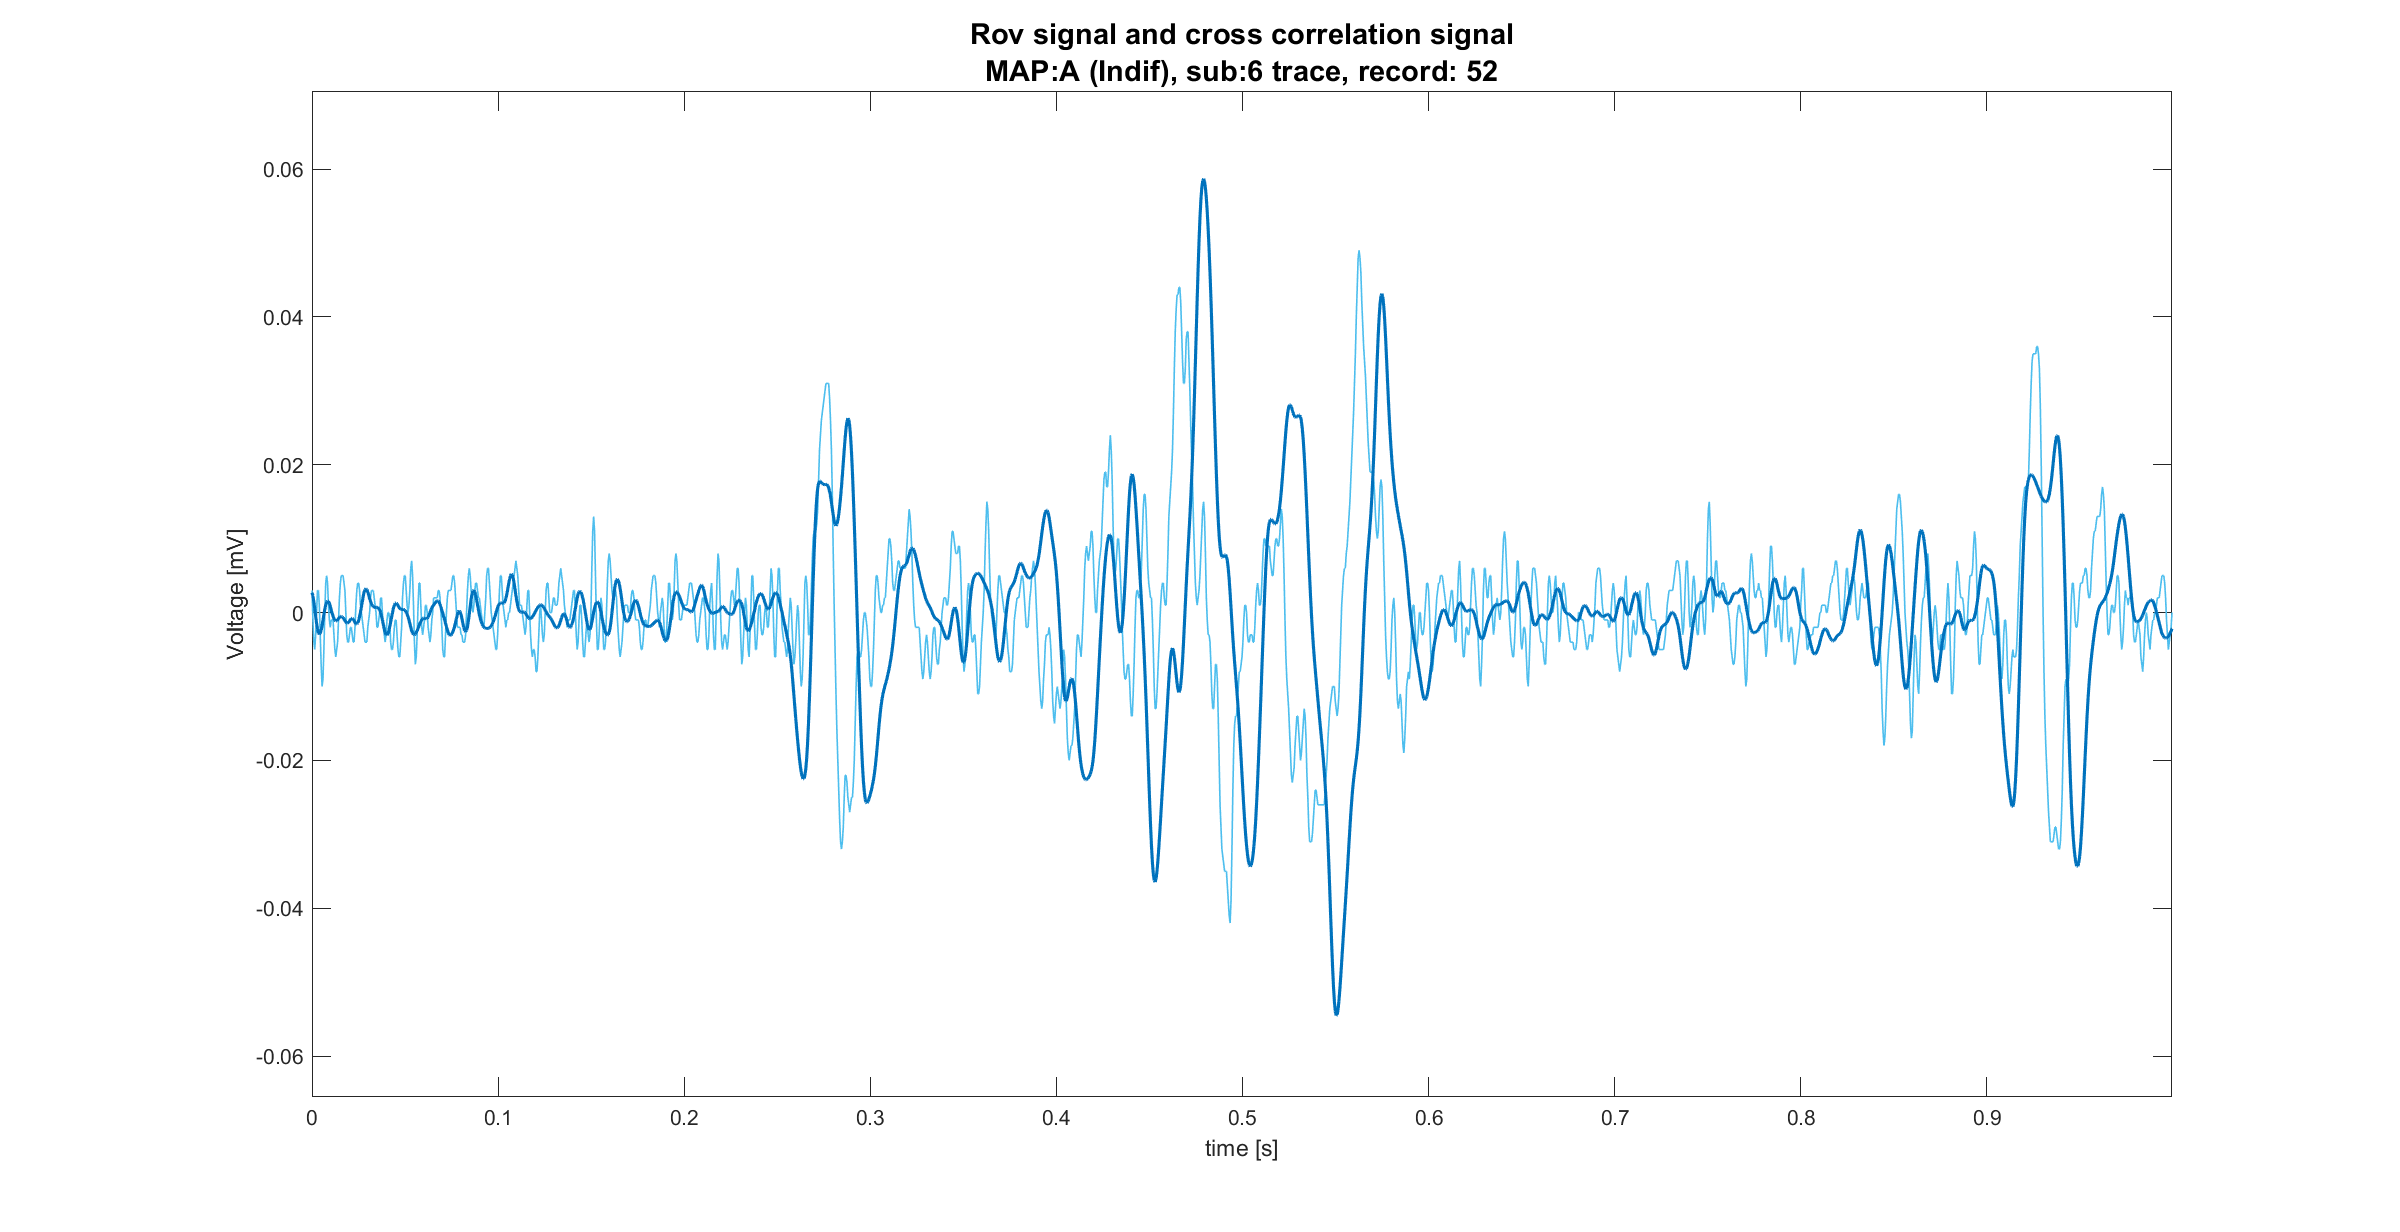 Rov signal and cross correlation signal
MAP:A (Indif), sub:6 trace, record: 52
Voltage [mV]
0.06
0.04
0.02
0
-0.02
-0.04
-0.06
0 0.1 0.2 0.3 0.4 0.5 0.6 0.7 0.8 0.9
time [s]